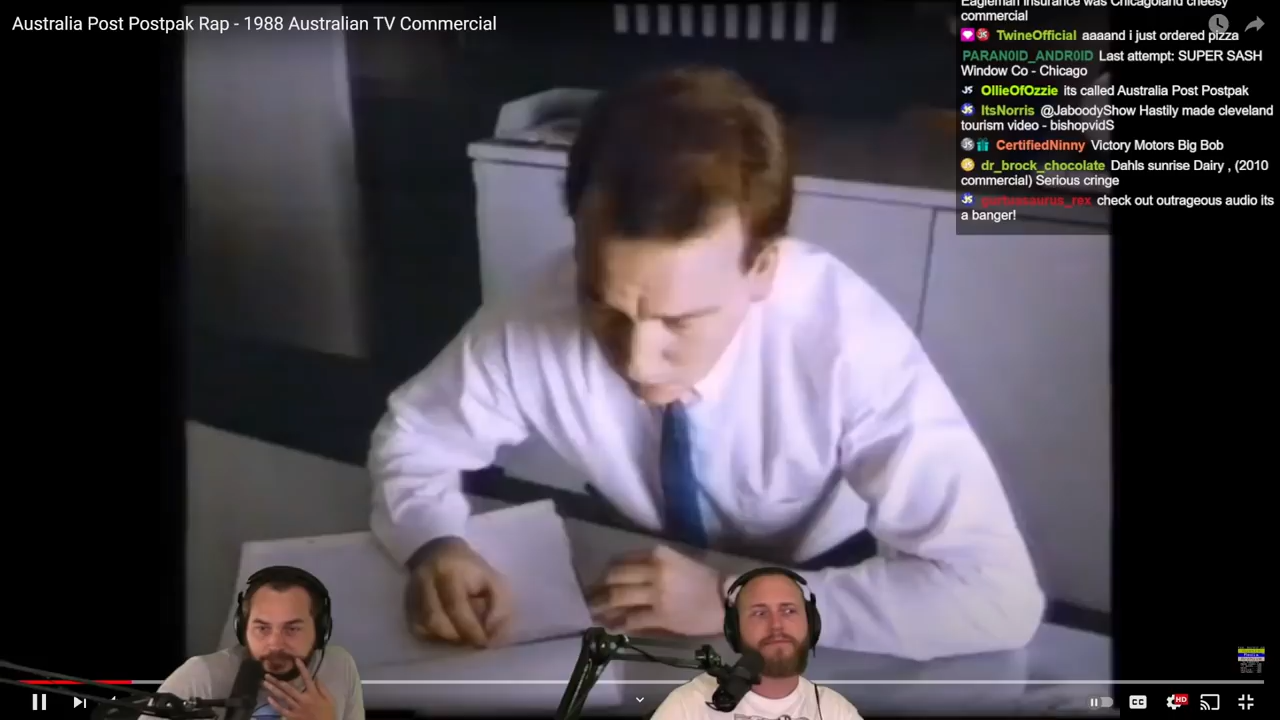 Australia Post Postpak Rap - 1988 Australian TV Commercial
Eagleman Insurance was Chicagoland cheesy
commercial
TwineOfficial aaaand i just ordered pizza
PARAN0ID_ANDR0ID Last attempt: SUPER SASH
Window Co - Chicago
OllieOfOzzie its called Australia Post Postpak
ItsNorris @JaboodyShow Hastily made cleveland
tourism video - bishopvidS
CertifiedNinny Victory Motors Big Bob
dr_brock_chocolate Dahls sunrise Dairy , (2010
commercial) Serious cringe
check out outrageous audio its
a banger!
CC
HD